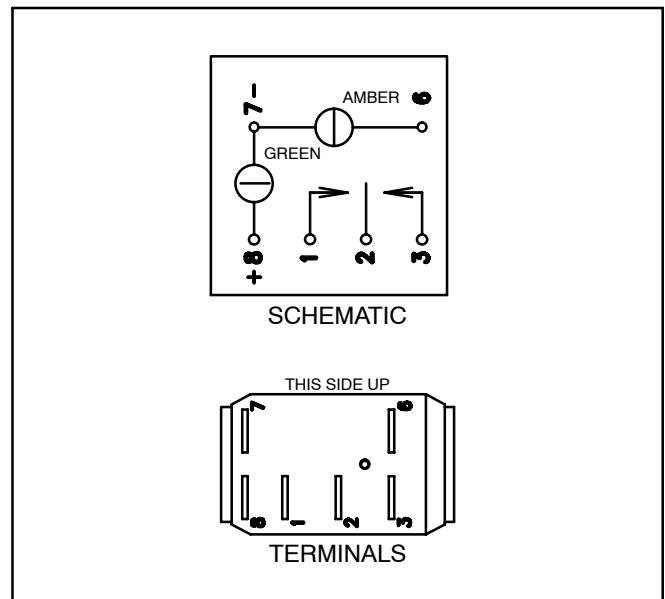 7 -
AMBER
6
GREEN
+ 8
1
2
3
SCHEMATIC
THIS SIDE UP
7
6
8
1
2
3
TERMINALS